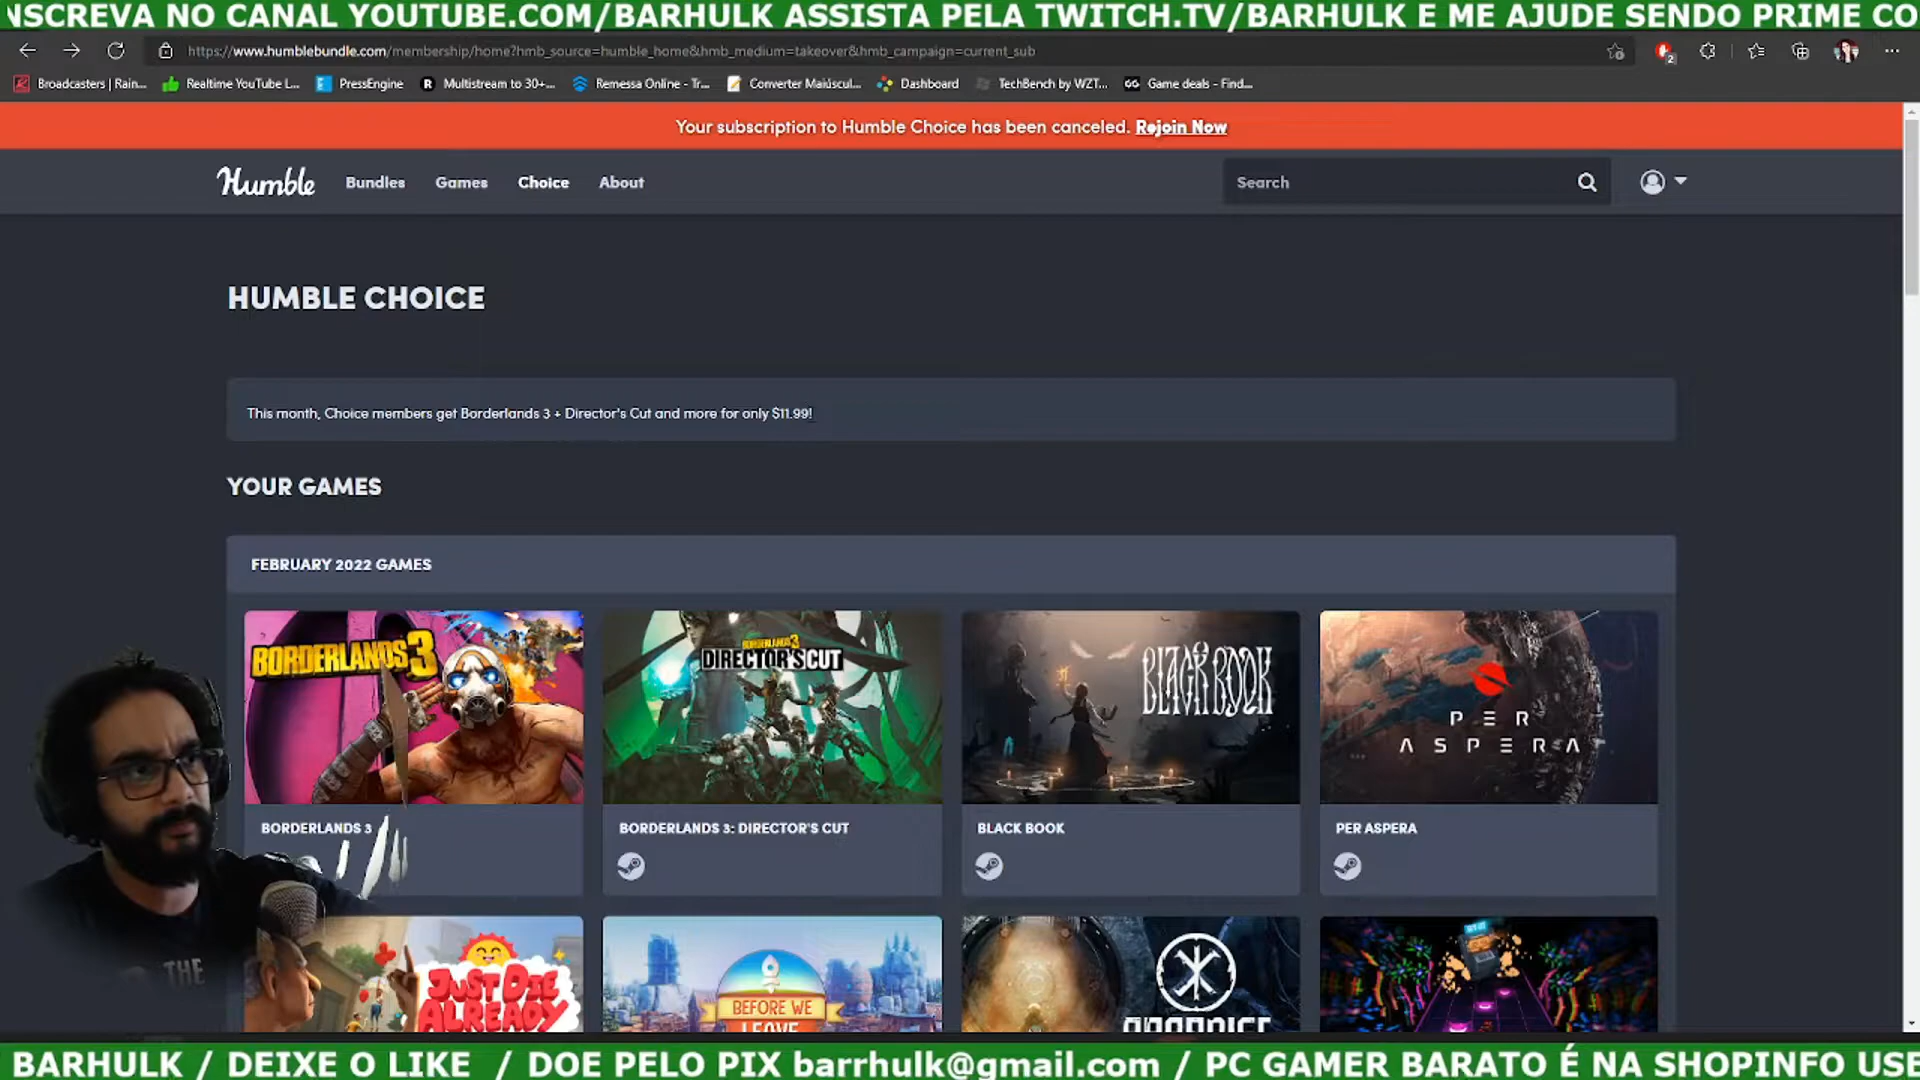 NSCREVA NO CANAL YOUTUBE.COM/BARHULK ASSISTA PELA TWITCH.TV/BARHULK E ME AJUDE SENDO PRIME CO
https://www.humblebundle.com/membership/home?hmb_source=humble_home&hmb_medium=takeover&hmb_campaign=current_sub
2
Broadcasters | Rain... Realtime YouTube L... PressEngine Multistream to 30+... Remessa Online - Tr... Converter Maiúscul... Dashboard TechBench by WZT... GG Game deals - Find...
Your subscription to Humble Choice has been canceled. Rejoin Now
Humble Bundles Games Choice About Search
HUMBLE CHOICE
This month, Choice members get Borderlands 3 + Director's Cut and more for only $11.99!
YOUR GAMES
FEBRUARY 2022 GAMES
BORDERLANDS 3
BORDERLANDS 3 DIRECTOR'S CUT
BLACK BOOK
PER ASPERA
BORDERLANDS 3
BORDERLANDS 3: DIRECTOR'S CUT
BLACK BOOK
PER ASPERA
JUST DIE ALREADY
BEFORE WE LEAVE
THE
BARHULK / DEIXE O LIKE / DOE PELO PIX barrhulk@gmail.com / PC GAMER BARATO É NA SHOPINFO USE